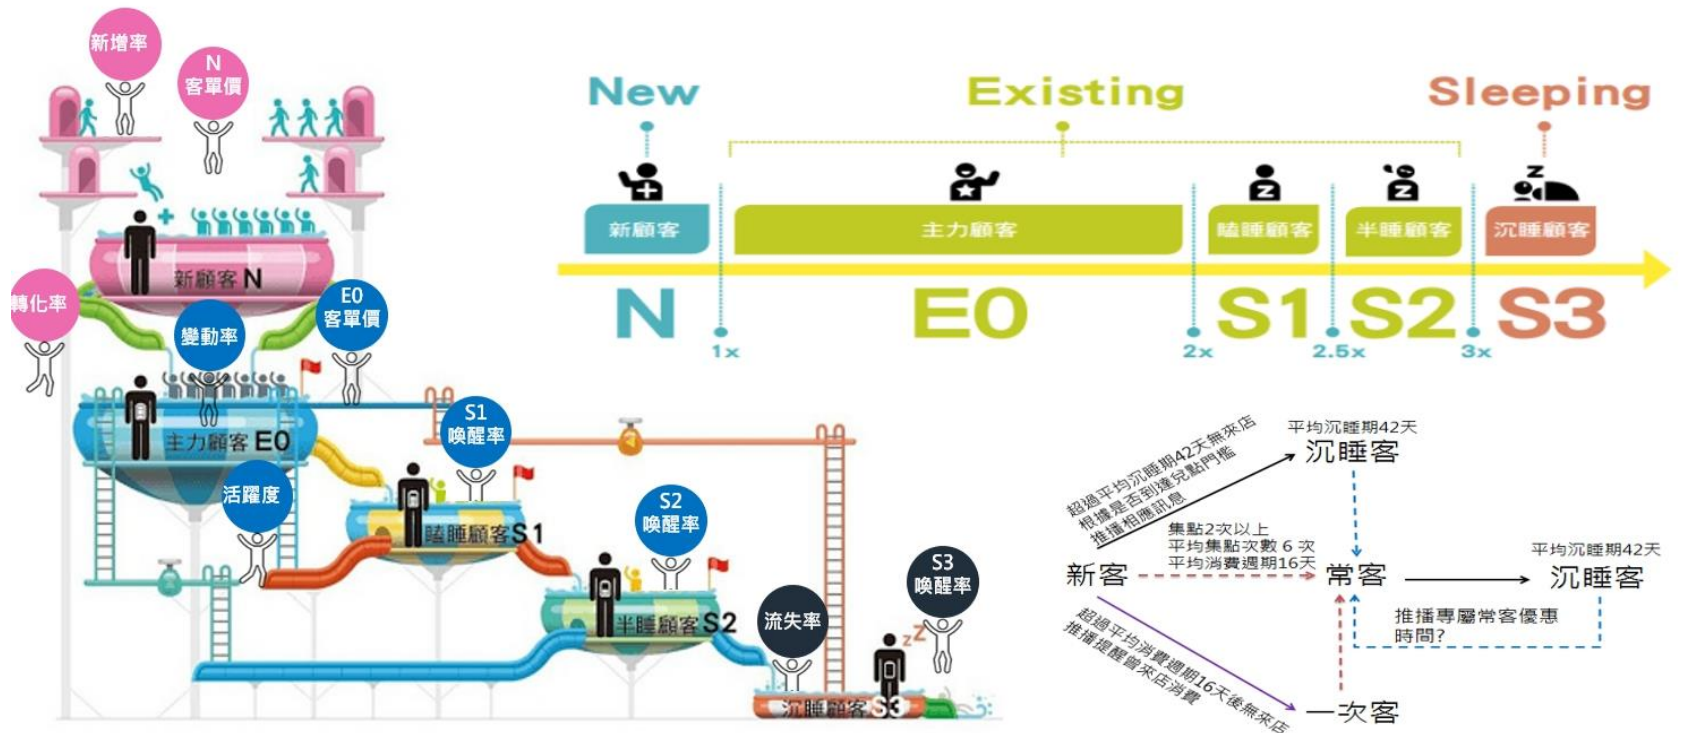 新增率
N
客單價
新顧客 N
轉化率
變動率
E0
客單價
主力顧客 E0
活躍度
S1
喚醒率
瞌睡顧客 S1
S2
喚醒率
半睡顧客 S2
流失率
S3
喚醒率
zZ
沉睡顧客 S3
New
Existing
Sleeping
Z
Z
Z
新顧客
主力顧客
瞌睡顧客
半睡顧客
沉睡顧客
N
E0
S1
S2
S3
1x
2x
2.5x
3x
超過平均沉睡期42天無來店
根據是否到達兌點門檻
推播相應訊息
平均沉睡期42天
沉睡客
集點2次以上
平均集點次數 6 次
平均消費週期16天
新客
常客
平均沉睡期42天
沉睡客
推播專屬常客優惠
時間?
超過平均消費週期16天後無來店
推播提醒曾來店消費
一次客